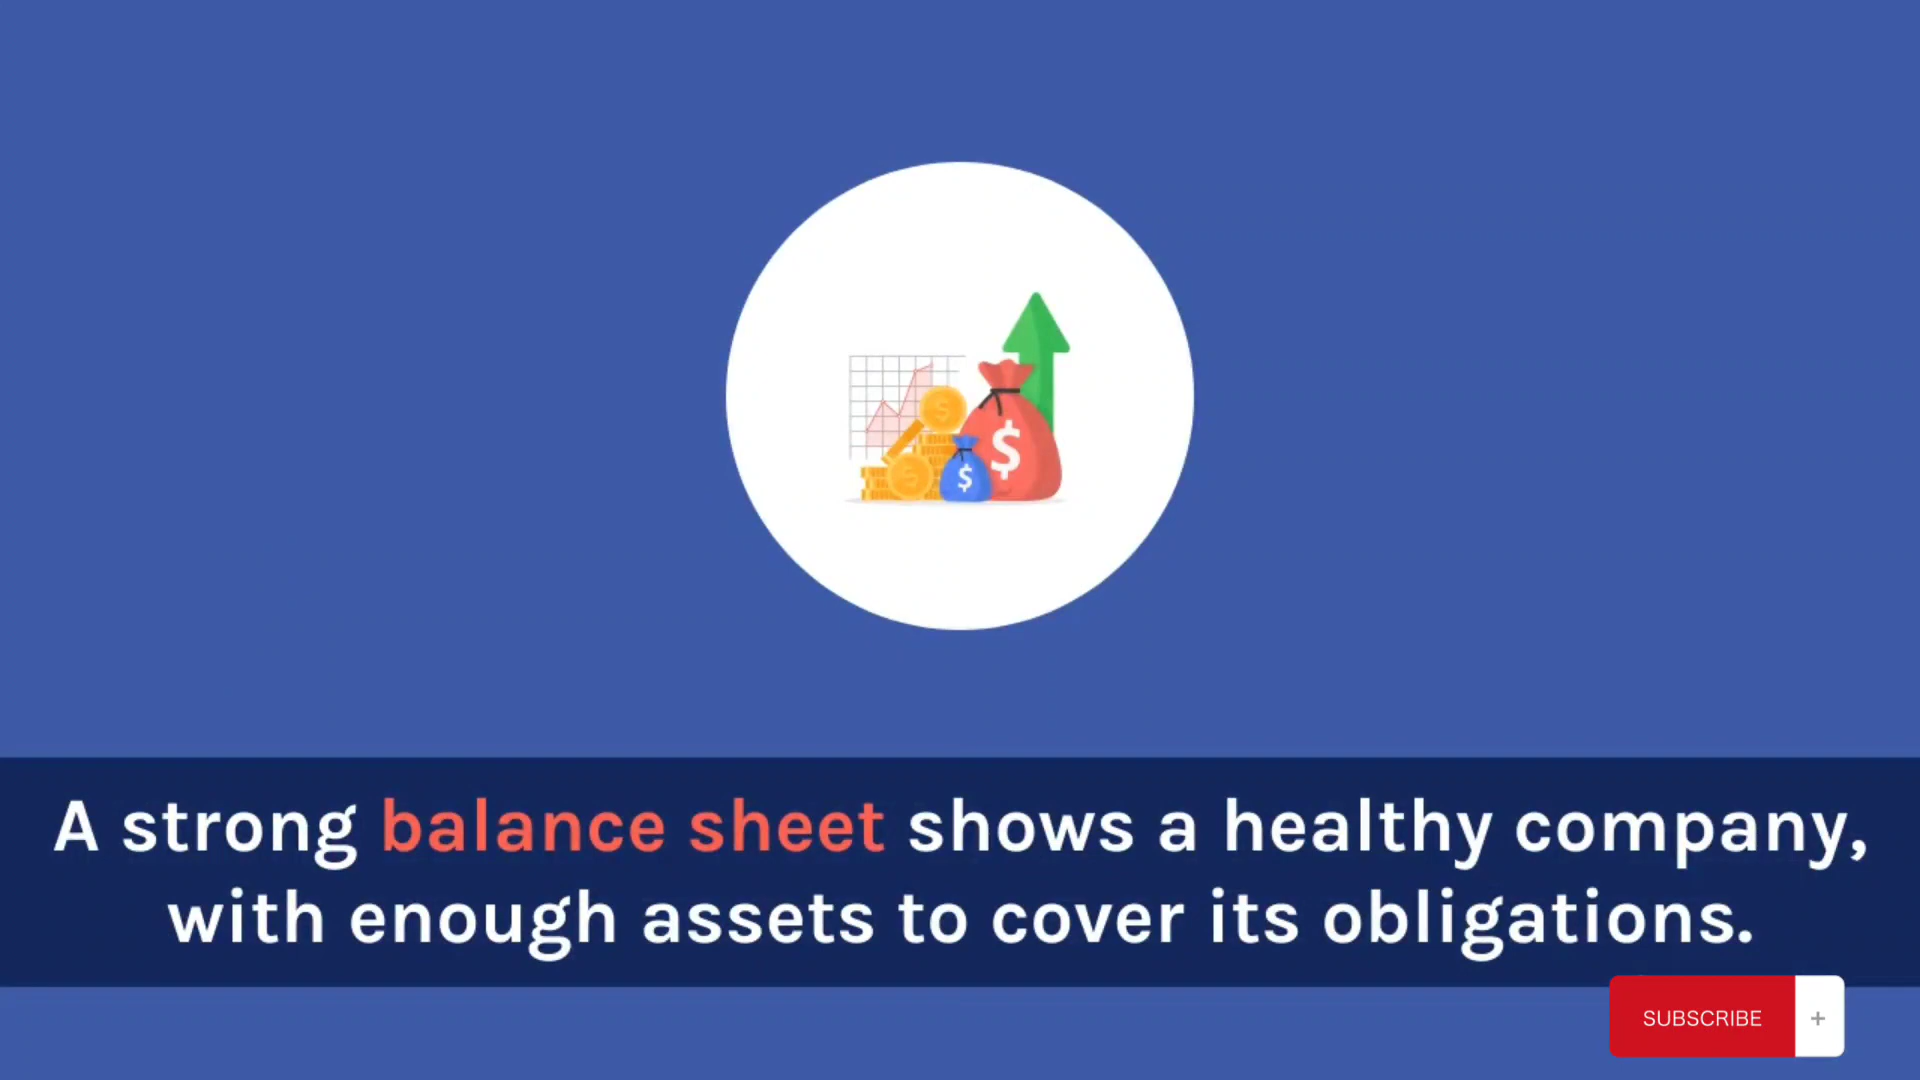 $
$
$
$
A strong balance sheet shows a healthy company,
with enough assets to cover its obligations.
SUBSCRIBE +